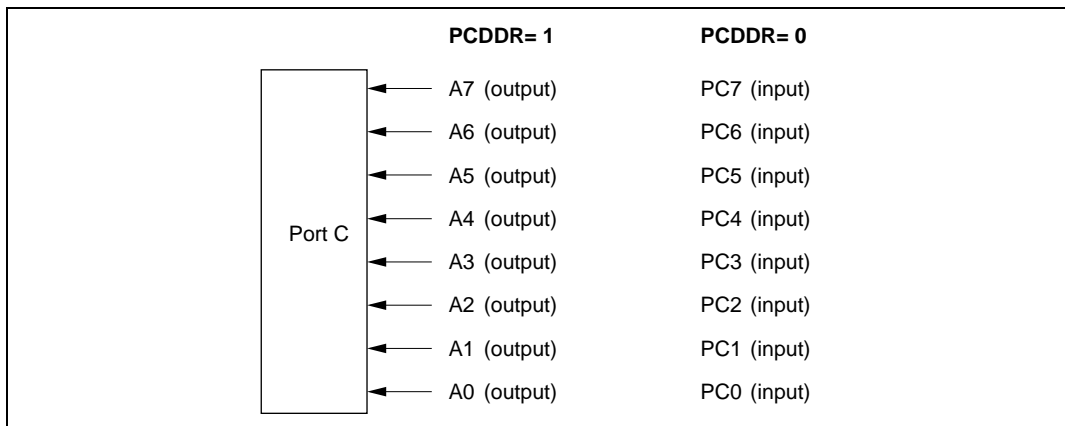 PCDDR= 1 PCDDR= 0
A7 (output) PC7 (input)
A6 (output) PC6 (input)
A5 (output) PC5 (input)
A4 (output) PC4 (input)
Port C
A3 (output) PC3 (input)
A2 (output) PC2 (input)
A1 (output) PC1 (input)
A0 (output) PC0 (input)